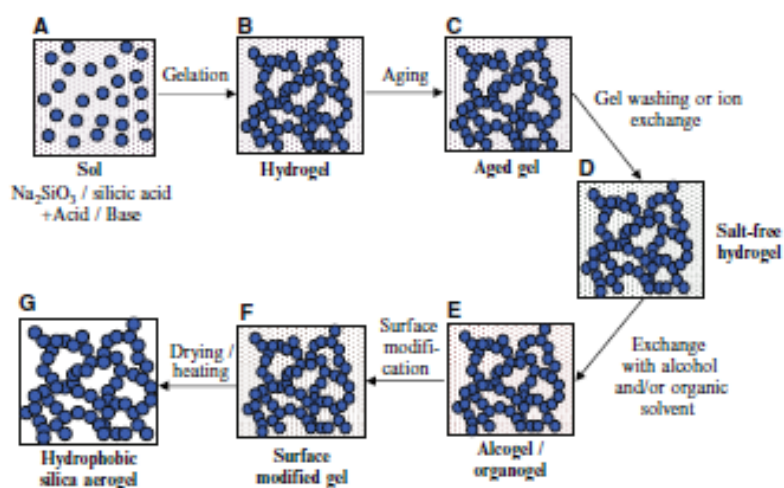 A
B
C
Gelation
Aging
Gel washing or ion
exchange
Sol
Na₂SiO₃ / silicic acid
+Acid / Base
Hydrogel
Aged gel
D
Salt-free
hydrogel
G
F
E
Drying /
heating
Surface
modifi-
cation
Exchange
with alcohol
and/or organic
solvent
Hydrophobic
silica aerogel
Surface
modified gel
Alcogel /
organogel